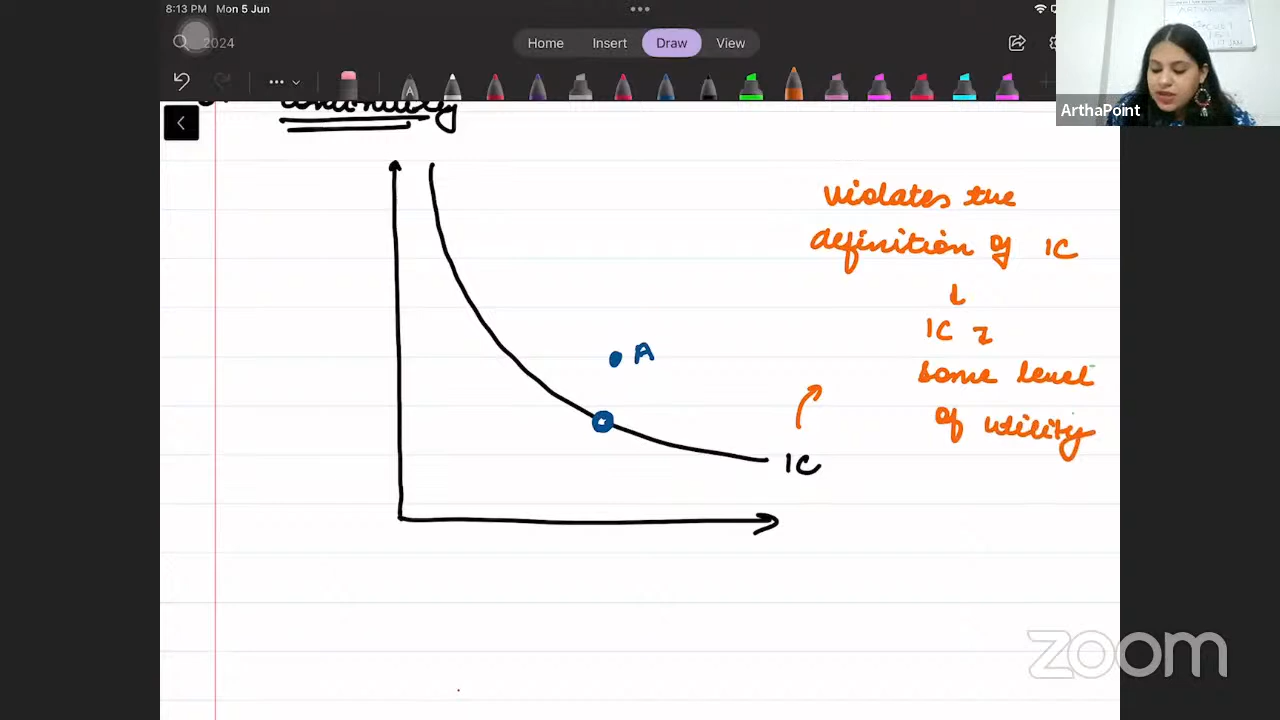 8:13 PM Mon 5 Jun
2024
Home Insert Draw View
ArthaPoint
violates the
definition of IC
IC
same level
of utility
A
IC
zoom